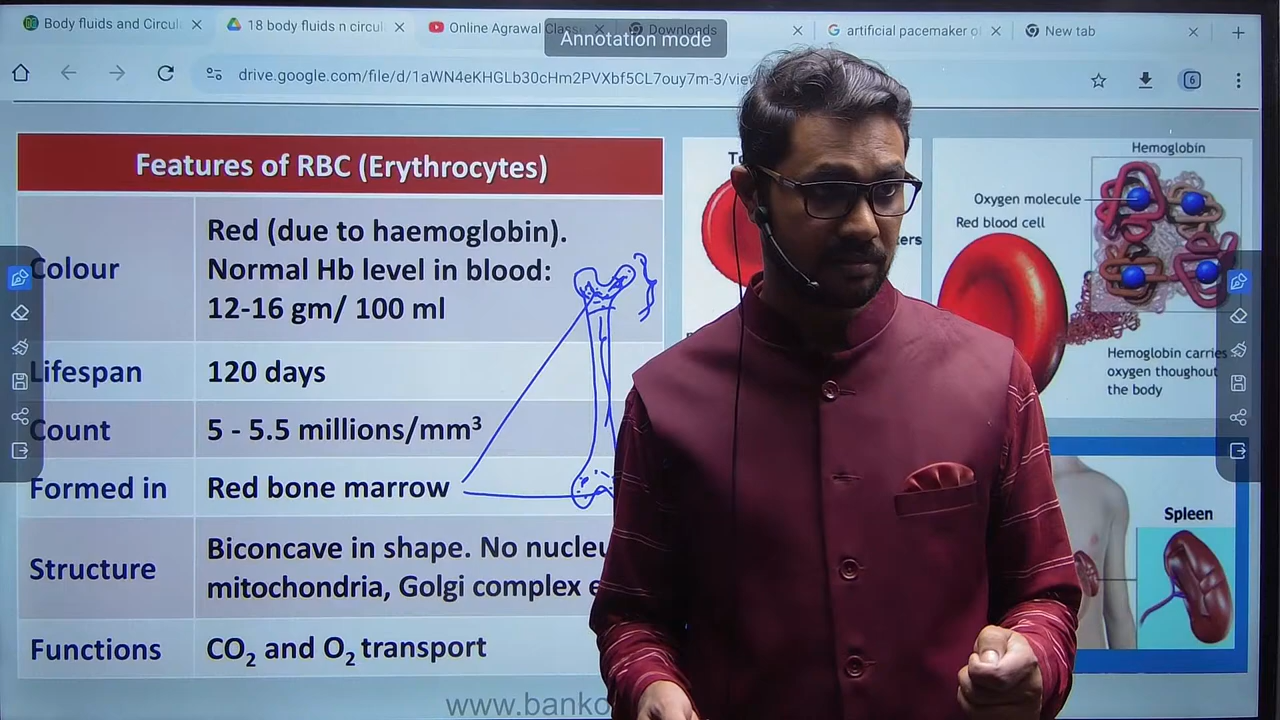 Body fluids and Circul
18 body fluids n circul
Online Agrawal Class
Downloads
artificial pacemaker o
New tab
Annotation mode
drive.google.com/file/d/1aWN4eKHGLb30cHm2PVXbf5CL7ouy7m-3/view
6
Features of RBC (Erythrocytes)
Colour
Red (due to haemoglobin).
Normal Hb level in blood:
12-16 gm/ 100 ml
Lifespan
120 days
Count
5 - 5.5 millions/mm³
Formed in
Red bone marrow
Structure
Biconcave in shape. No nucleu
mitochondria, Golgi complex e
Functions
CO₂ and O₂ transport
Hemoglobin
Oxygen molecule
Red blood cell
Hemoglobin carries
oxygen thoughout
the body
Spleen
www.banko